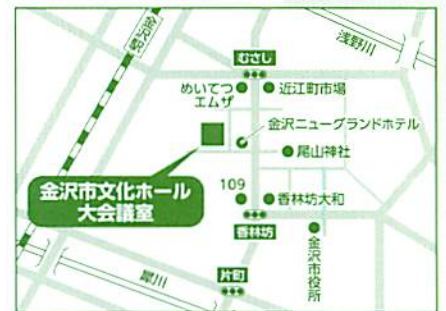 金沢駅
浅野川
むさし
めいてつ
エムザ
近江町市場
金沢ニューグランドホテル
尾山神社
金沢市文化ホール
大会議室
109
香林坊大和
香林坊
金沢市役所
片町
犀川